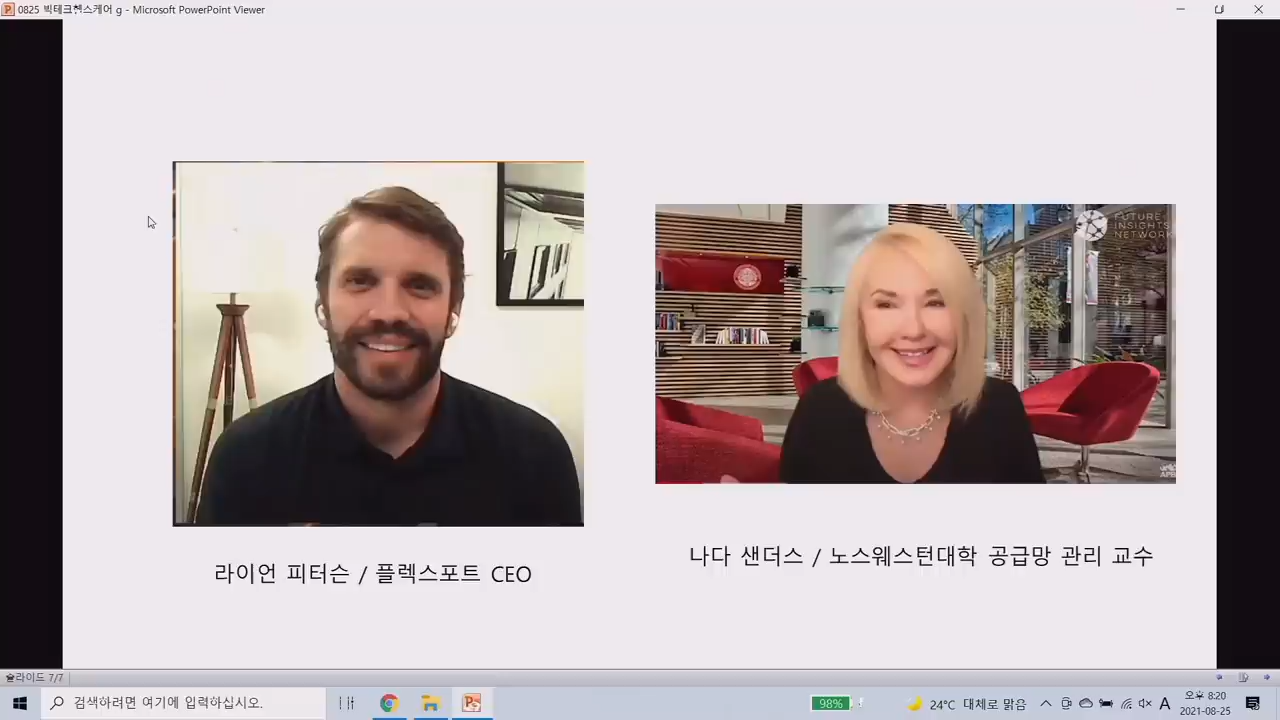 0825 빅테크헬스케어 g - Microsoft PowerPoint Viewer
FUTURE
INSIGHTS
NETWORK
라이언 피터슨 / 플렉스포트 CEO
나다 샌더스 / 노스웨스턴대학 공급망 관리 교수
슬라이드 7/7
검색하려면 여기에 입력하십시오.
98%
24°C 대체로 맑음
A
오후 8:20
2021-08-25